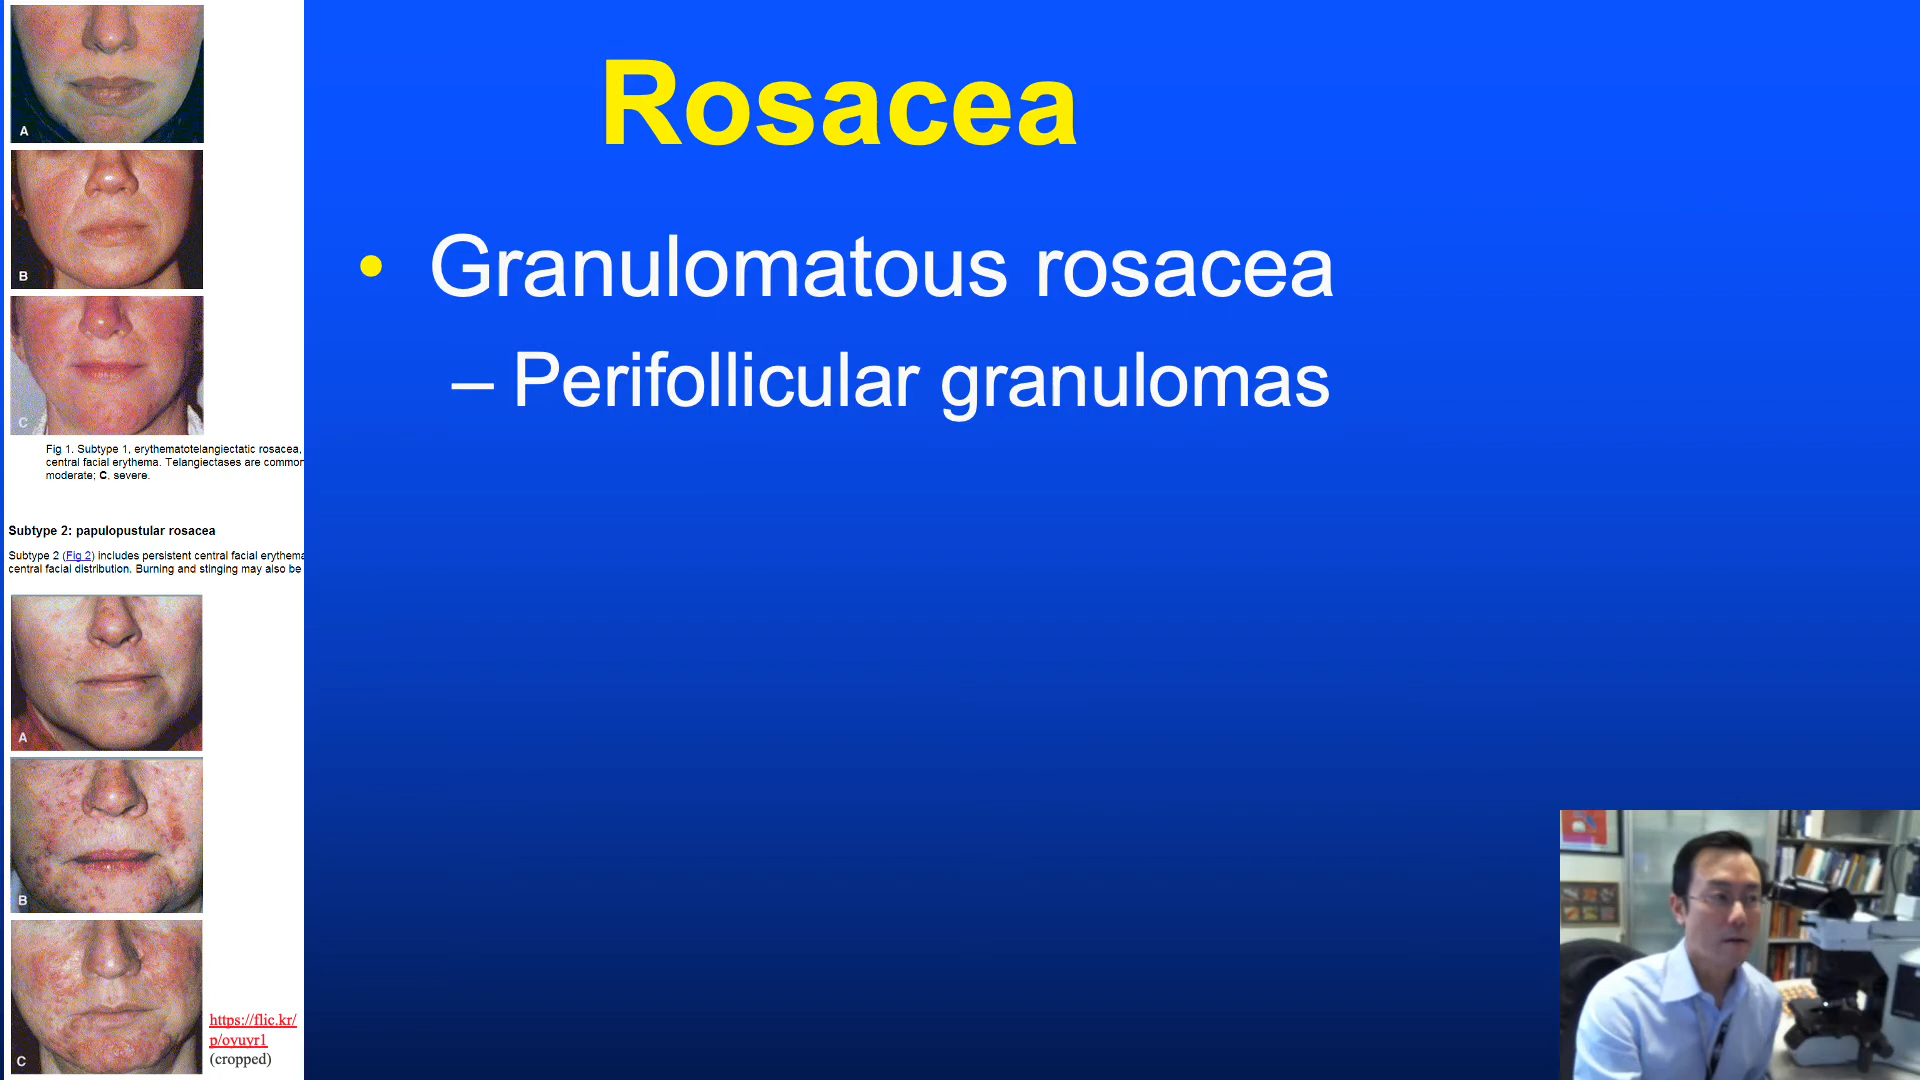 Rosacea
• Granulomatous rosacea
– Perifollicular granulomas
A
B
C
Fig 1. Subtype 1, erythematotelangiectatic rosacea,
central facial erythema. Telangiectases are common
moderate; C, severe.
Subtype 2: papulopustular rosacea
Subtype 2 (Fig 2) includes persistent central facial erythema
central facial distribution. Burning and stinging may also be
A
B
C
https://flic.kr/
p/ovuvr1
(cropped)